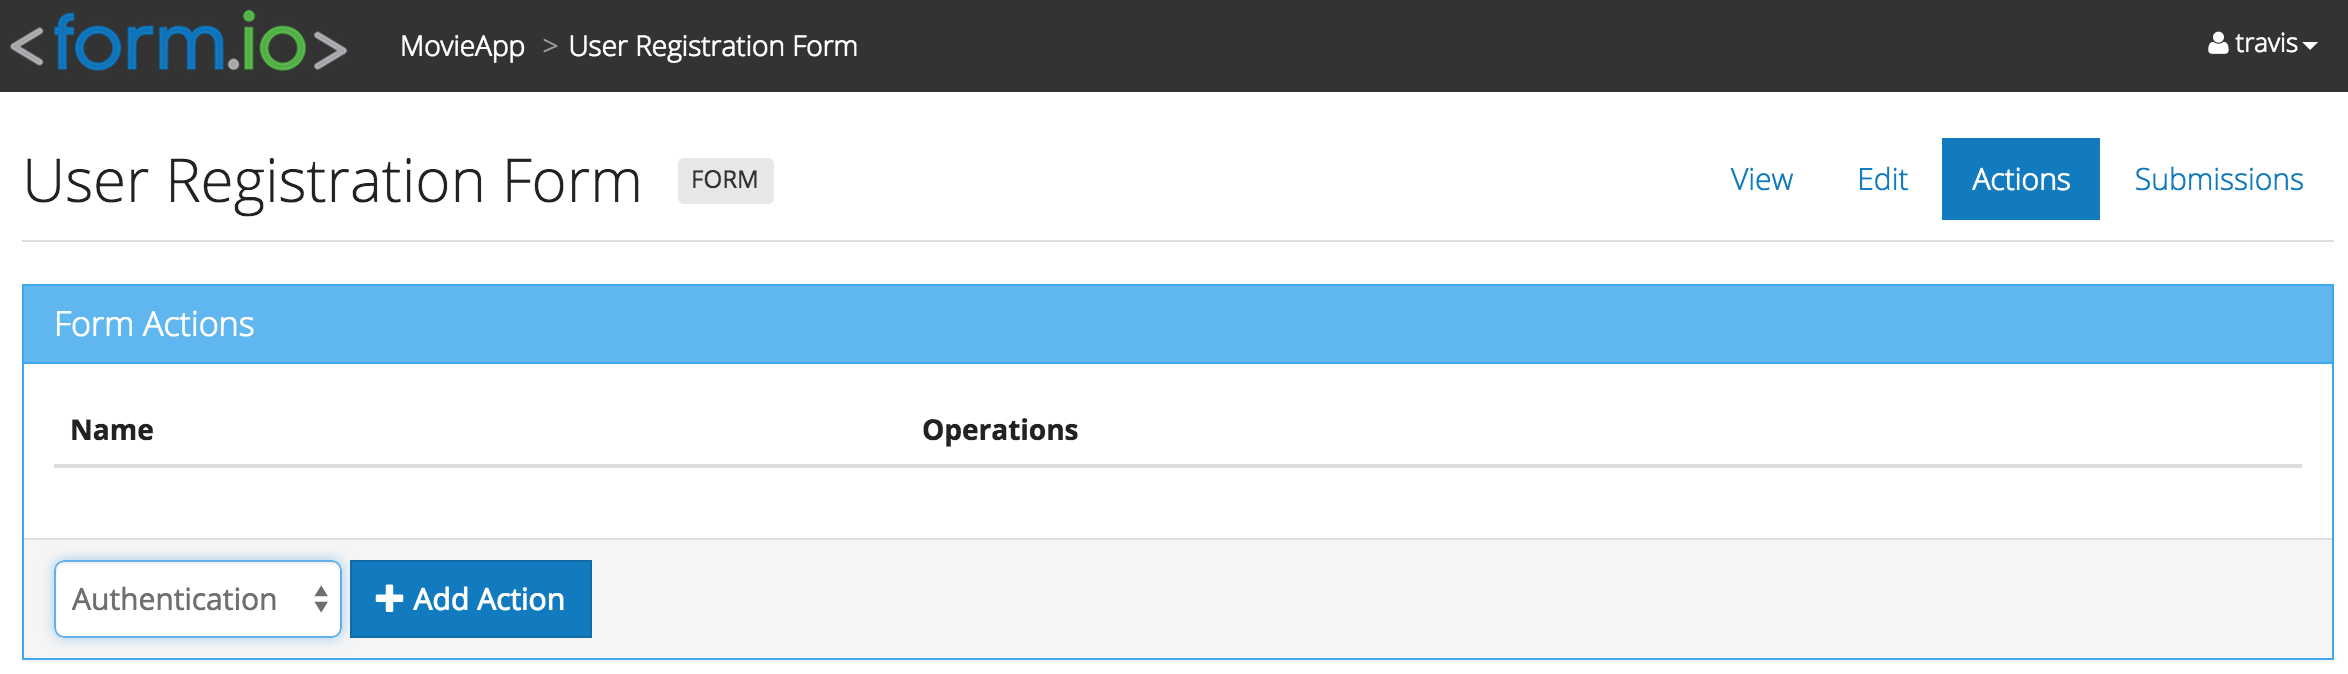 <form.io> MovieApp > User Registration Form travis
User Registration Form FORM View Edit Actions Submissions
Form Actions
Name Operations
Authentication + Add Action